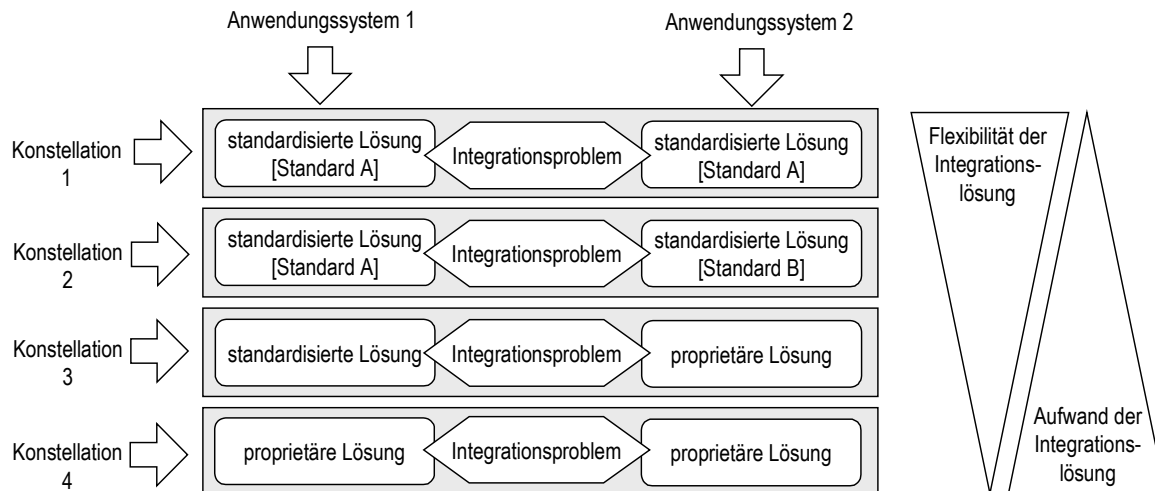 Anwendungssystem 1
Anwendungssystem 2
Konstellation
1
standardisierte Lösung
[Standard A]
Integrationsproblem
standardisierte Lösung
[Standard A]
Konstellation
2
standardisierte Lösung
[Standard A]
Integrationsproblem
standardisierte Lösung
[Standard B]
Konstellation
3
standardisierte Lösung
Integrationsproblem
proprietäre Lösung
Konstellation
4
proprietäre Lösung
Integrationsproblem
proprietäre Lösung
Flexibilität der
Integrations-
lösung
Aufwand der
Integrations-
lösung